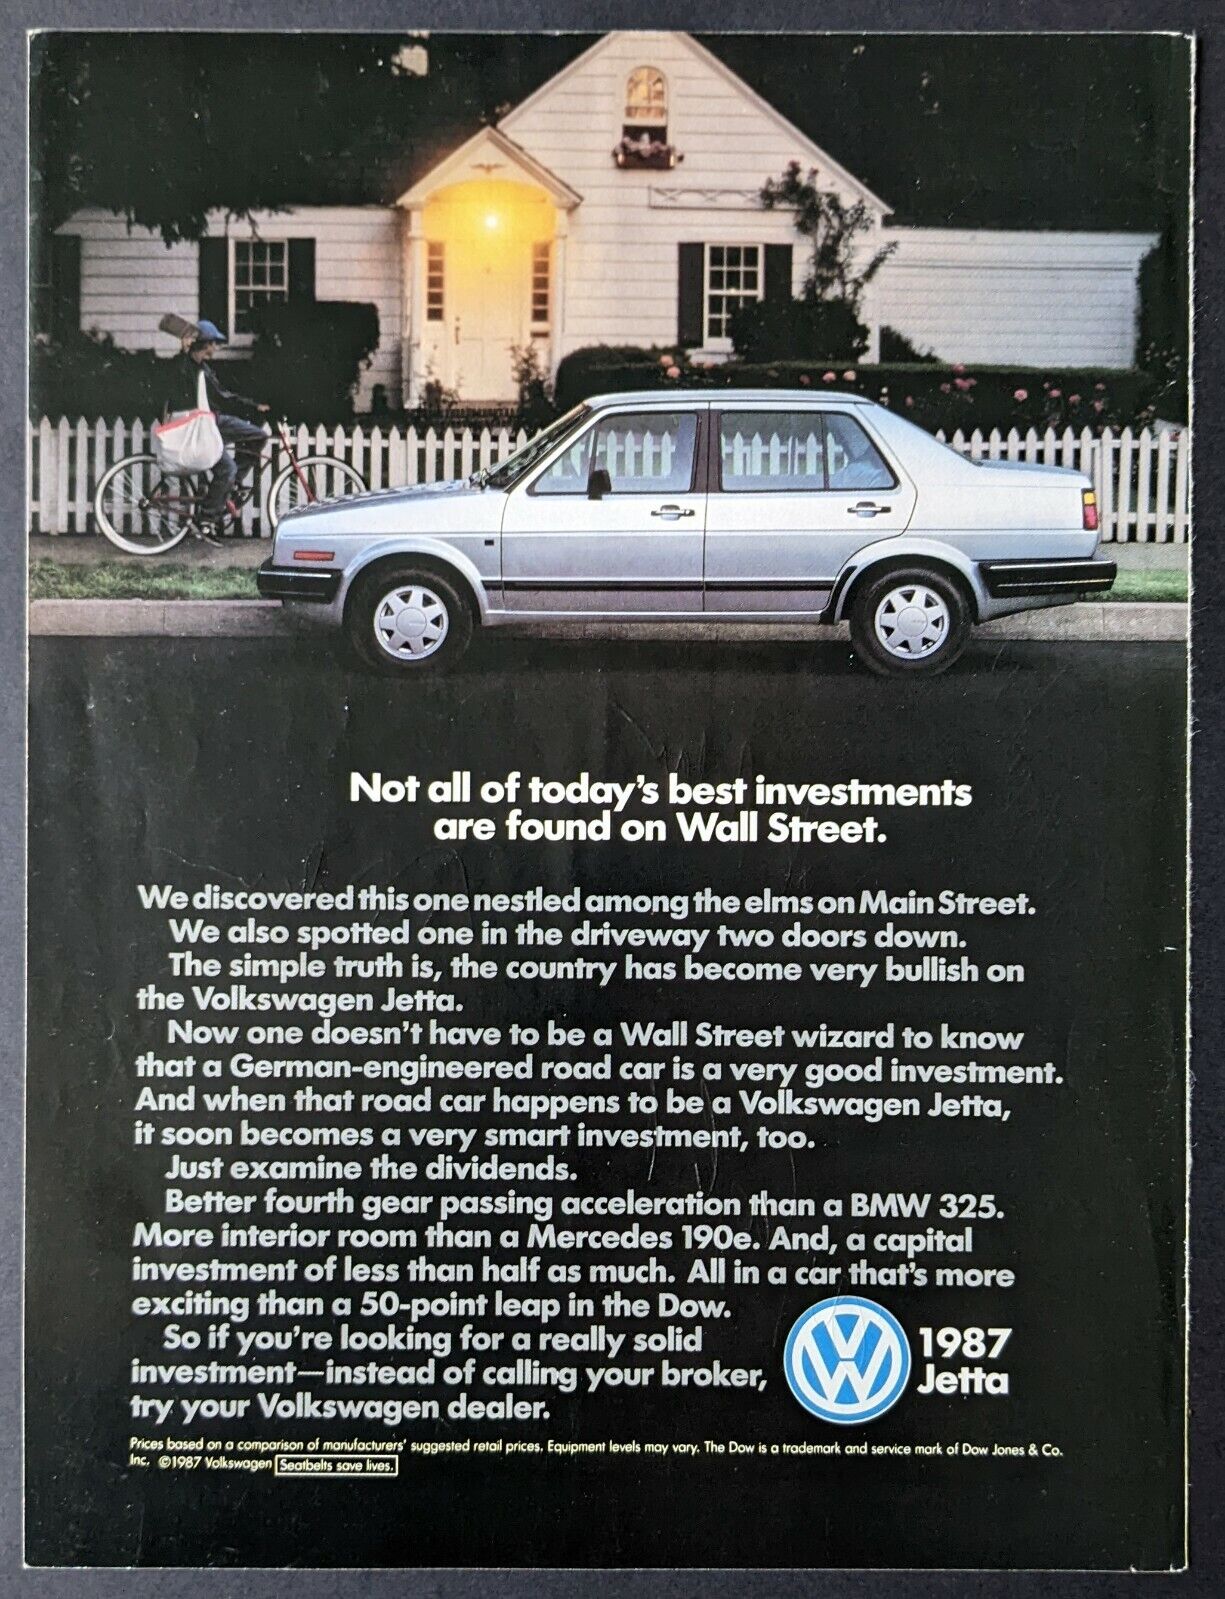 Not all of today's best investments
are found on Wall Street.
We discovered this one nestled among the elms on Main Street.
We also spotted one in the driveway two doors down.
The simple truth is, the country has become very bullish on
the Volkswagen Jetta.
Now one doesn't have to be a Wall Street wizard to know
that a German-engineered road car is a very good investment.
And when that road car happens to be a Volkswagen Jetta,
it soon becomes a very smart investment, too.
Just examine the dividends.
Better fourth gear passing acceleration than a BMW 325.
More interior room than a Mercedes 190e. And, a capital
investment of less than half as much. All in a car that's more
exciting than a 50-point leap in the Dow.
So if you're looking for a really solid
investment—instead of calling your broker,
try your Volkswagen dealer.
VW
1987
Jetta
Prices based on a comparison of manufacturers' suggested retail prices. Equipment levels may vary. The Dow is a trademark and service mark of Dow Jones & Co.
Inc. ©1987 Volkswagen Seatbelts save lives.